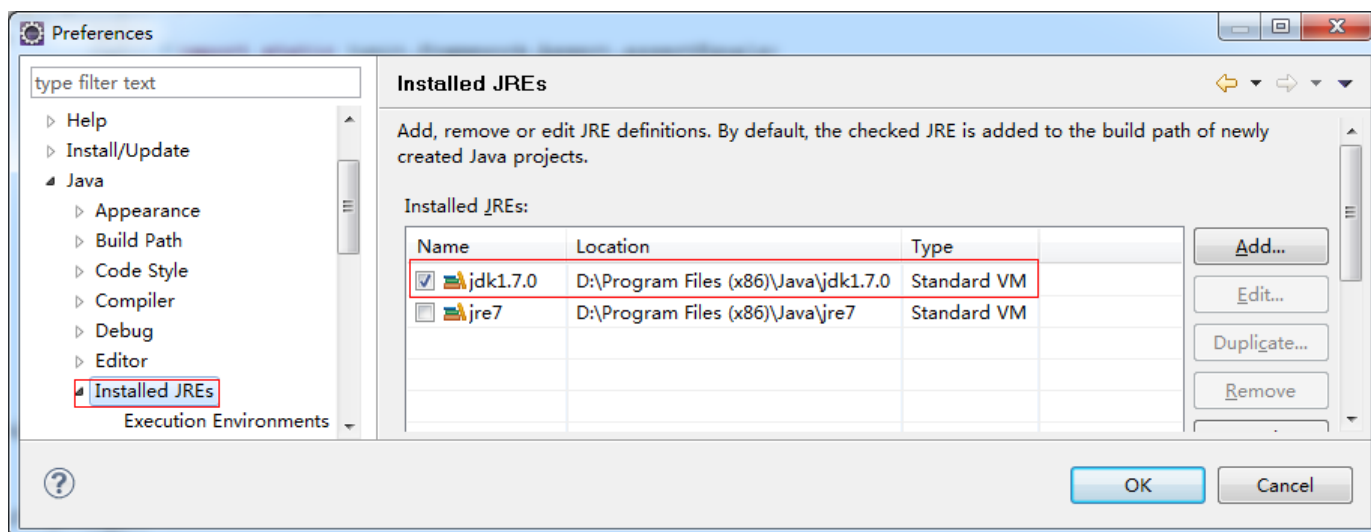 Preferences
type filter text
Help
Install/Update
Java
Appearance
Build Path
Code Style
Compiler
Debug
Editor
Installed JREs
Execution Environments
Installed JREs
Add, remove or edit JRE definitions. By default, the checked JRE is added to the build path of newly
created Java projects.
Installed JREs:
Name Location Type
jdk1.7.0 D:\Program Files (x86)\Java\jdk1.7.0 Standard VM
jre7 D:\Program Files (x86)\Java\jre7 Standard VM
Add...
Edit...
Duplicate...
Remove
OK
Cancel